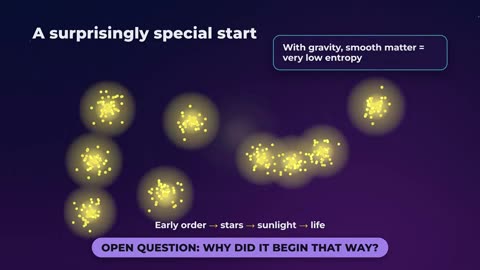 A surprisingly special start
With gravity, smooth matter =
very low entropy
Early order → stars → sunlight → life
OPEN QUESTION: WHY DID IT BEGIN THAT WAY?